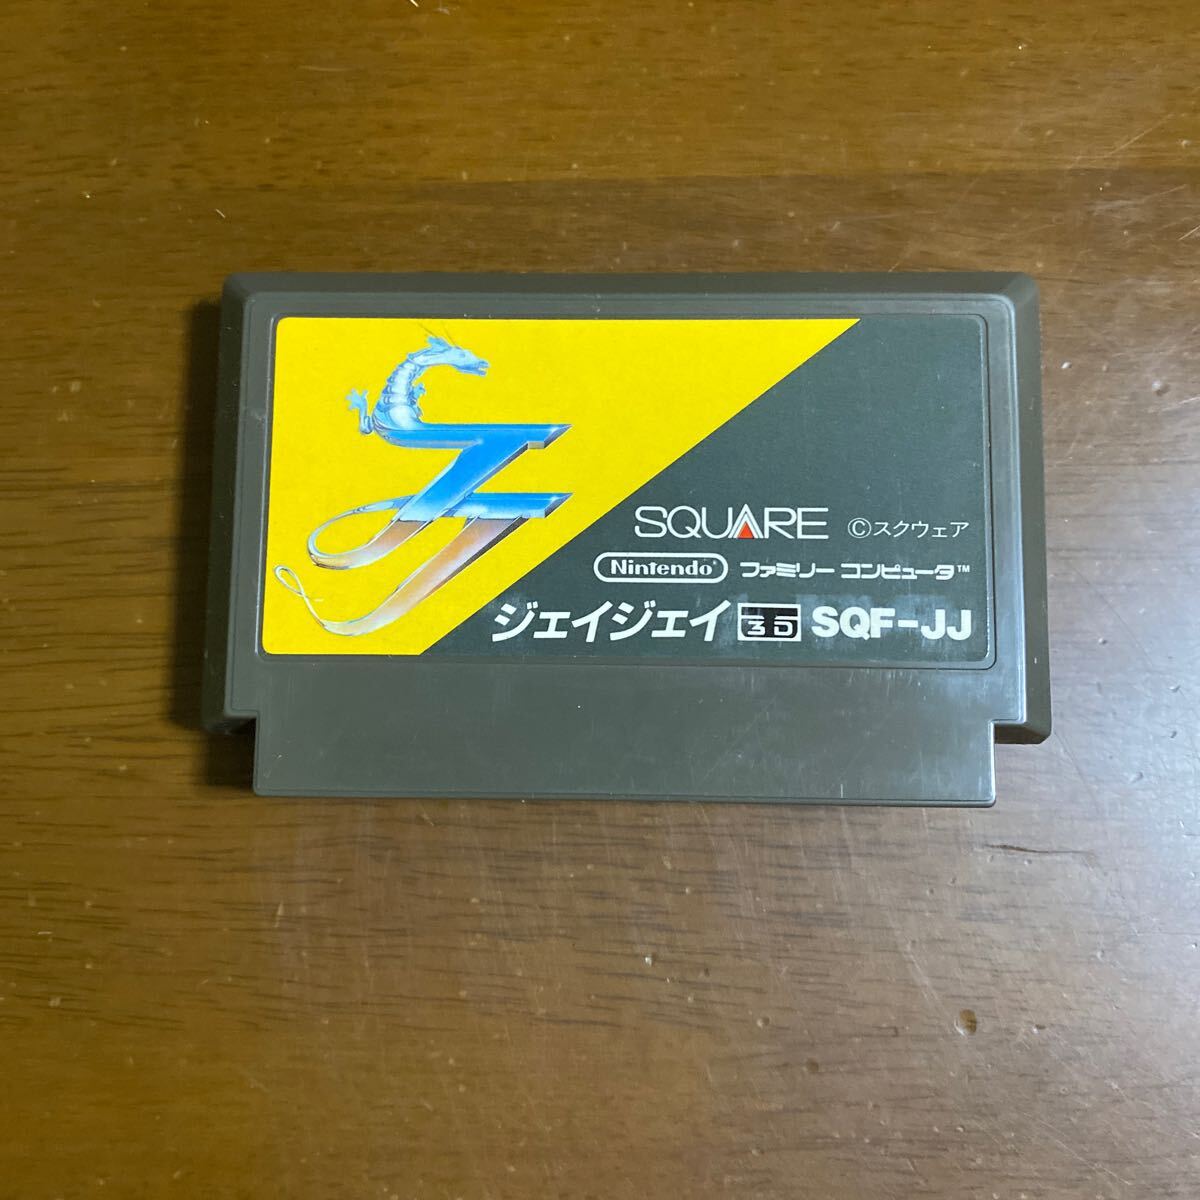 JJ
SQUARE ©スクウェア
Nintendo® ファミリー コンピュータ™
ジェイジェイ 3D SQF-JJ